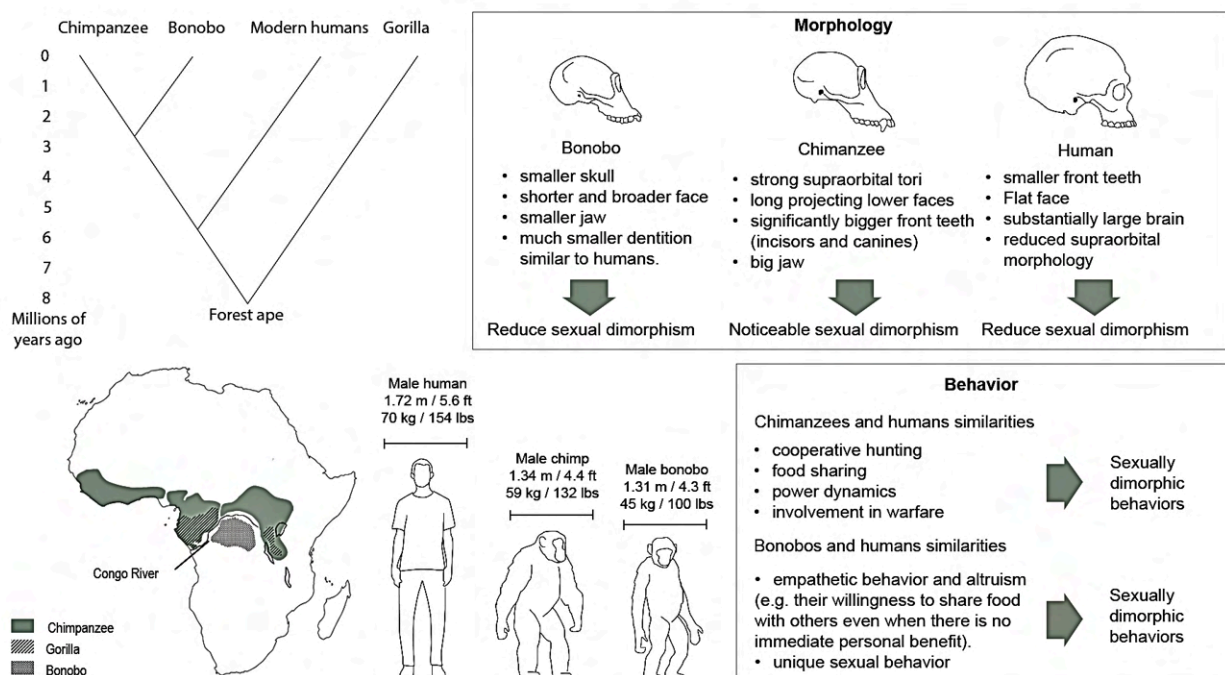 Chimpanzee Bonobo Modern humans Gorilla
0
1
2
3
4
5
6
7
8
Millions of
years ago
Forest ape
Morphology
Bonobo
• smaller skull
• shorter and broader face
• smaller jaw
• much smaller dentition
similar to humans.
Reduce sexual dimorphism
Chimanzee
• strong supraorbital tori
• long projecting lower faces
• significantly bigger front teeth
(incisors and canines)
• big jaw
Noticeable sexual dimorphism
Human
• smaller front teeth
• Flat face
• substantially large brain
• reduced supraorbital
morphology
Reduce sexual dimorphism
Congo River
Chimpanzee
Gorilla
Bonobo
Male human
1.72 m / 5.6 ft
70 kg / 154 lbs
Male chimp
1.34 m / 4.4 ft
59 kg / 132 lbs
Male bonobo
1.31 m / 4.3 ft
45 kg / 100 lbs
Behavior
Chimanzees and humans similarities
• cooperative hunting
• food sharing
• power dynamics
• involvement in warfare
Sexually
dimorphic
behaviors
Bonobos and humans similarities
• empathetic behavior and altruism
(e.g. their willingness to share food
with others even when there is no
immediate personal benefit).
• unique sexual behavior
Sexually
dimorphic
behaviors